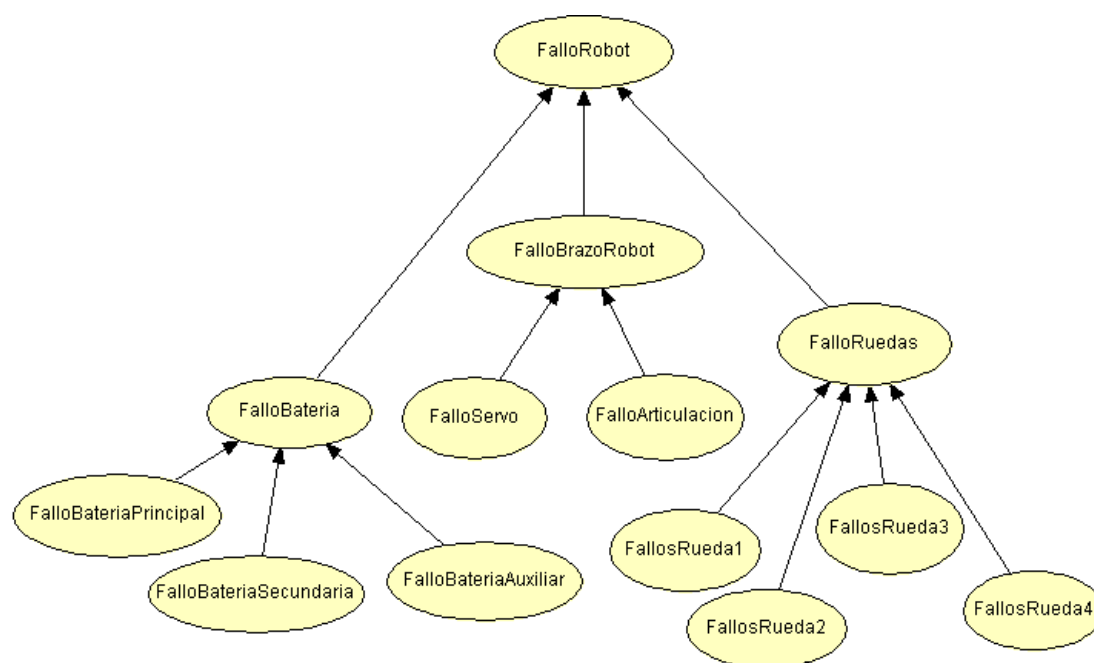 FalloRobot
FalloBrazoRobot
FalloRuedas
FalloBateria
FalloServo
FalloArticulacion
FalloBateriaPrincipal
FalloBateriaSecundaria
FalloBateriaAuxiliar
FallosRueda1
FallosRueda2
FallosRueda3
FallosRueda4